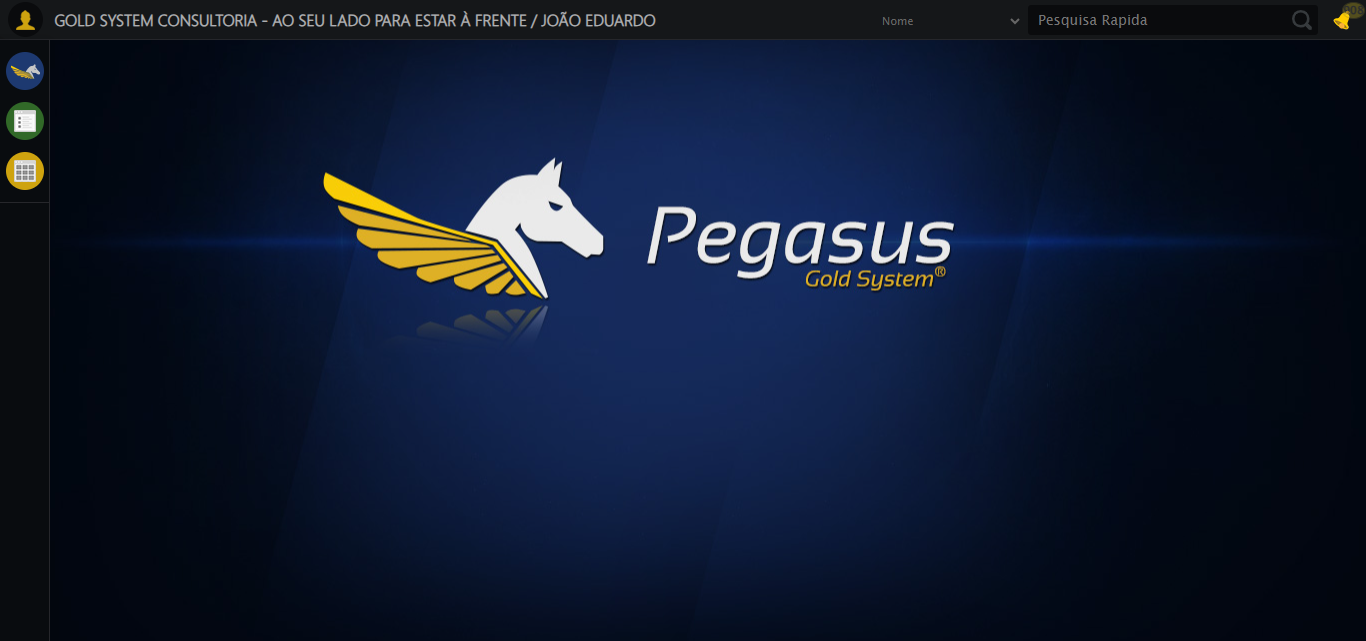 GOLD SYSTEM CONSULTORIA - AO SEU LADO PARA ESTAR À FRENTE / JOÃO EDUARDO
Nome
Pesquisa Rapida
Pegasus
Gold System®